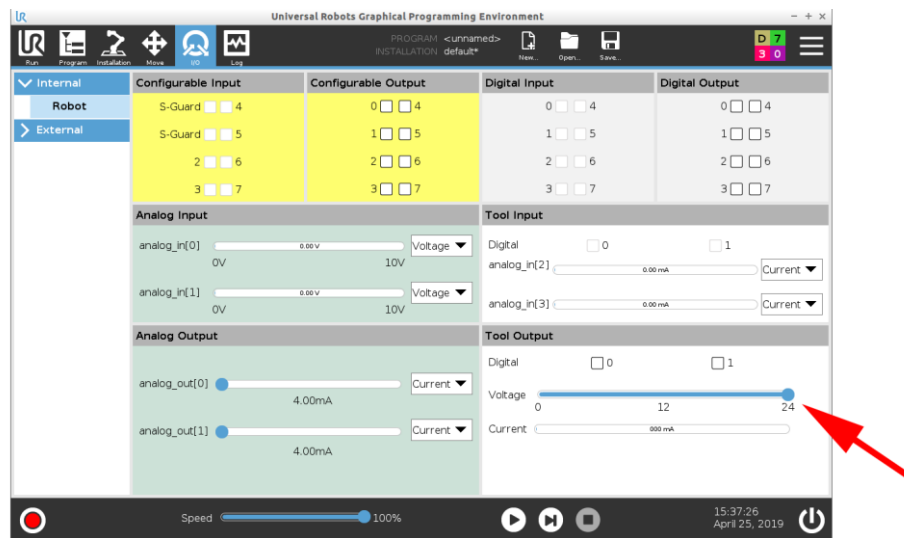 UR
Universal Robots Graphical Programming Environment
UR
Run
Program
Installation
Move
I/O
Log
PROGRAM <unnamed>
INSTALLATION default*
New...
Open...
Save...
D 7
3 0
Internal
Robot
External
Configurable Input
S-Guard 4
S-Guard 5
2 6
3 7
Configurable Output
0 4
1 5
2 6
3 7
Digital Input
0 4
1 5
2 6
3 7
Digital Output
0 4
1 5
2 6
3 7
Analog Input
analog_in[0] 0.00 V Voltage
0V 10V
analog_in[1] 0.00 V Voltage
0V 10V
Tool Input
Digital 0 1
analog_in[2] 0.00 mA Current
analog_in[3] 0.00 mA Current
Analog Output
analog_out[0] Current
4.00mA
analog_out[1] Current
4.00mA
Tool Output
Digital 0 1
Voltage
0 12 24
Current 000 mA
Speed 100%
15:37:26
April 25, 2019